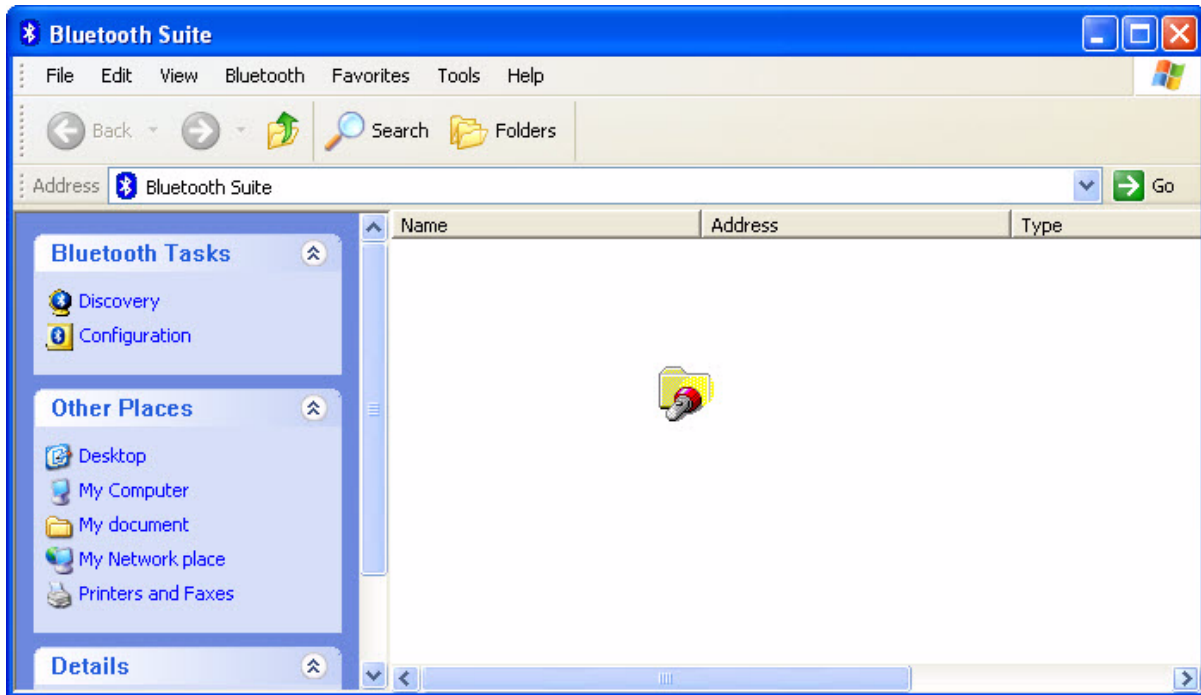 Bluetooth Suite
File Edit View Bluetooth Favorites Tools Help
Back Search Folders
Address Bluetooth Suite Go
Name Address Type
Bluetooth Tasks
Discovery
Configuration
Other Places
Desktop
My Computer
My document
My Network place
Printers and Faxes
Details